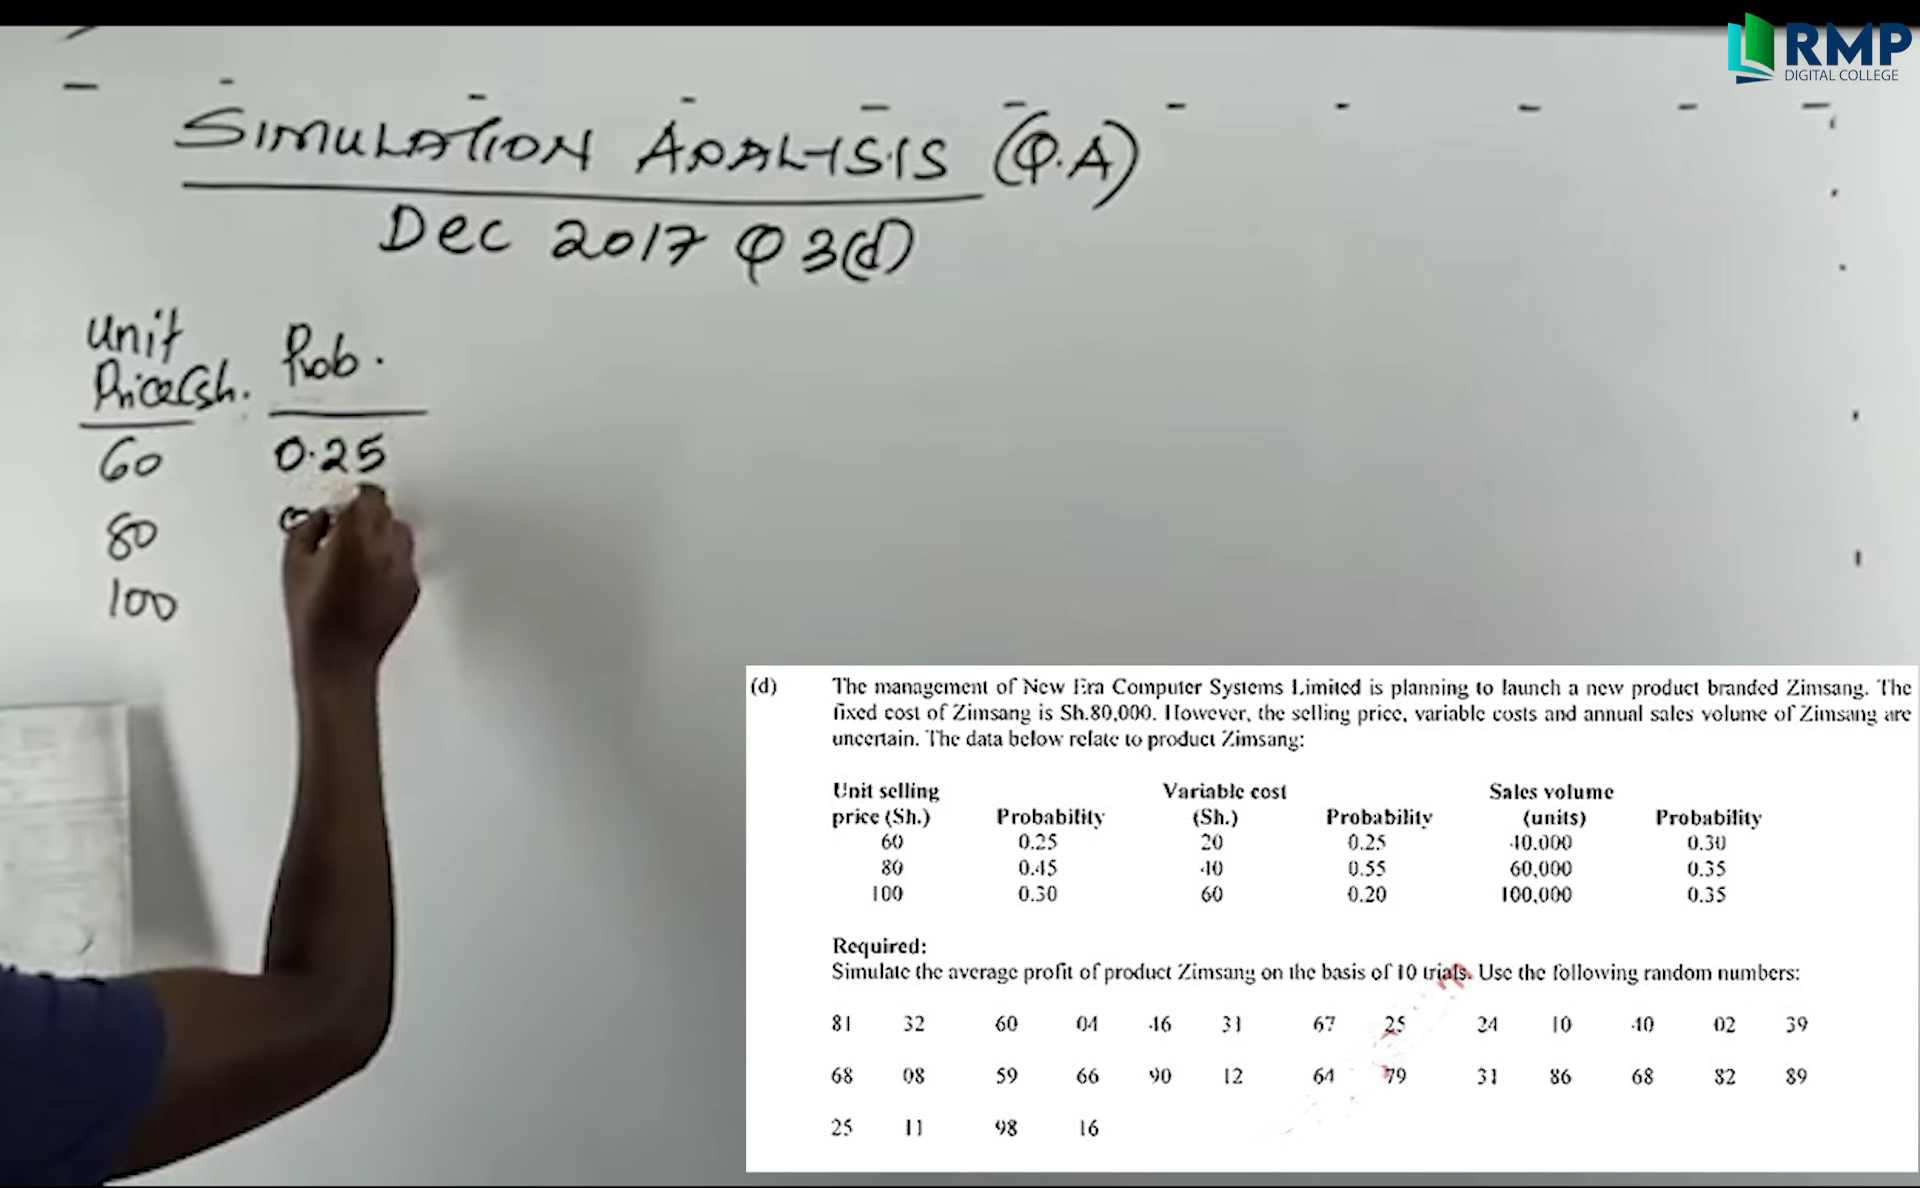 RMP
DIGITAL COLLEGE
SIMULATION ANALYSIS (Q.A)
Dec 2017 Q 3(d)
Unit Prob.
Price(sh.
60 0.25
80
100
(d) The management of New Era Computer Systems Limited is planning to launch a new product branded Zimsang. The
fixed cost of Zimsang is Sh.80,000. However, the selling price, variable costs and annual sales volume of Zimsang are
uncertain. The data below relate to product Zimsang:
Unit selling Variable cost Sales volume
price (Sh.) Probability (Sh.) Probability (units) Probability
60 0.25 20 0.25 40,000 0.30
80 0.45 40 0.55 60,000 0.35
100 0.30 60 0.20 100,000 0.35
Required:
Simulate the average profit of product Zimsang on the basis of 10 trials. Use the following random numbers:
81 32 60 04 46 31 67 25 24 10 40 02 39
68 08 59 66 90 12 64 79 31 86 68 82 89
25 11 98 16